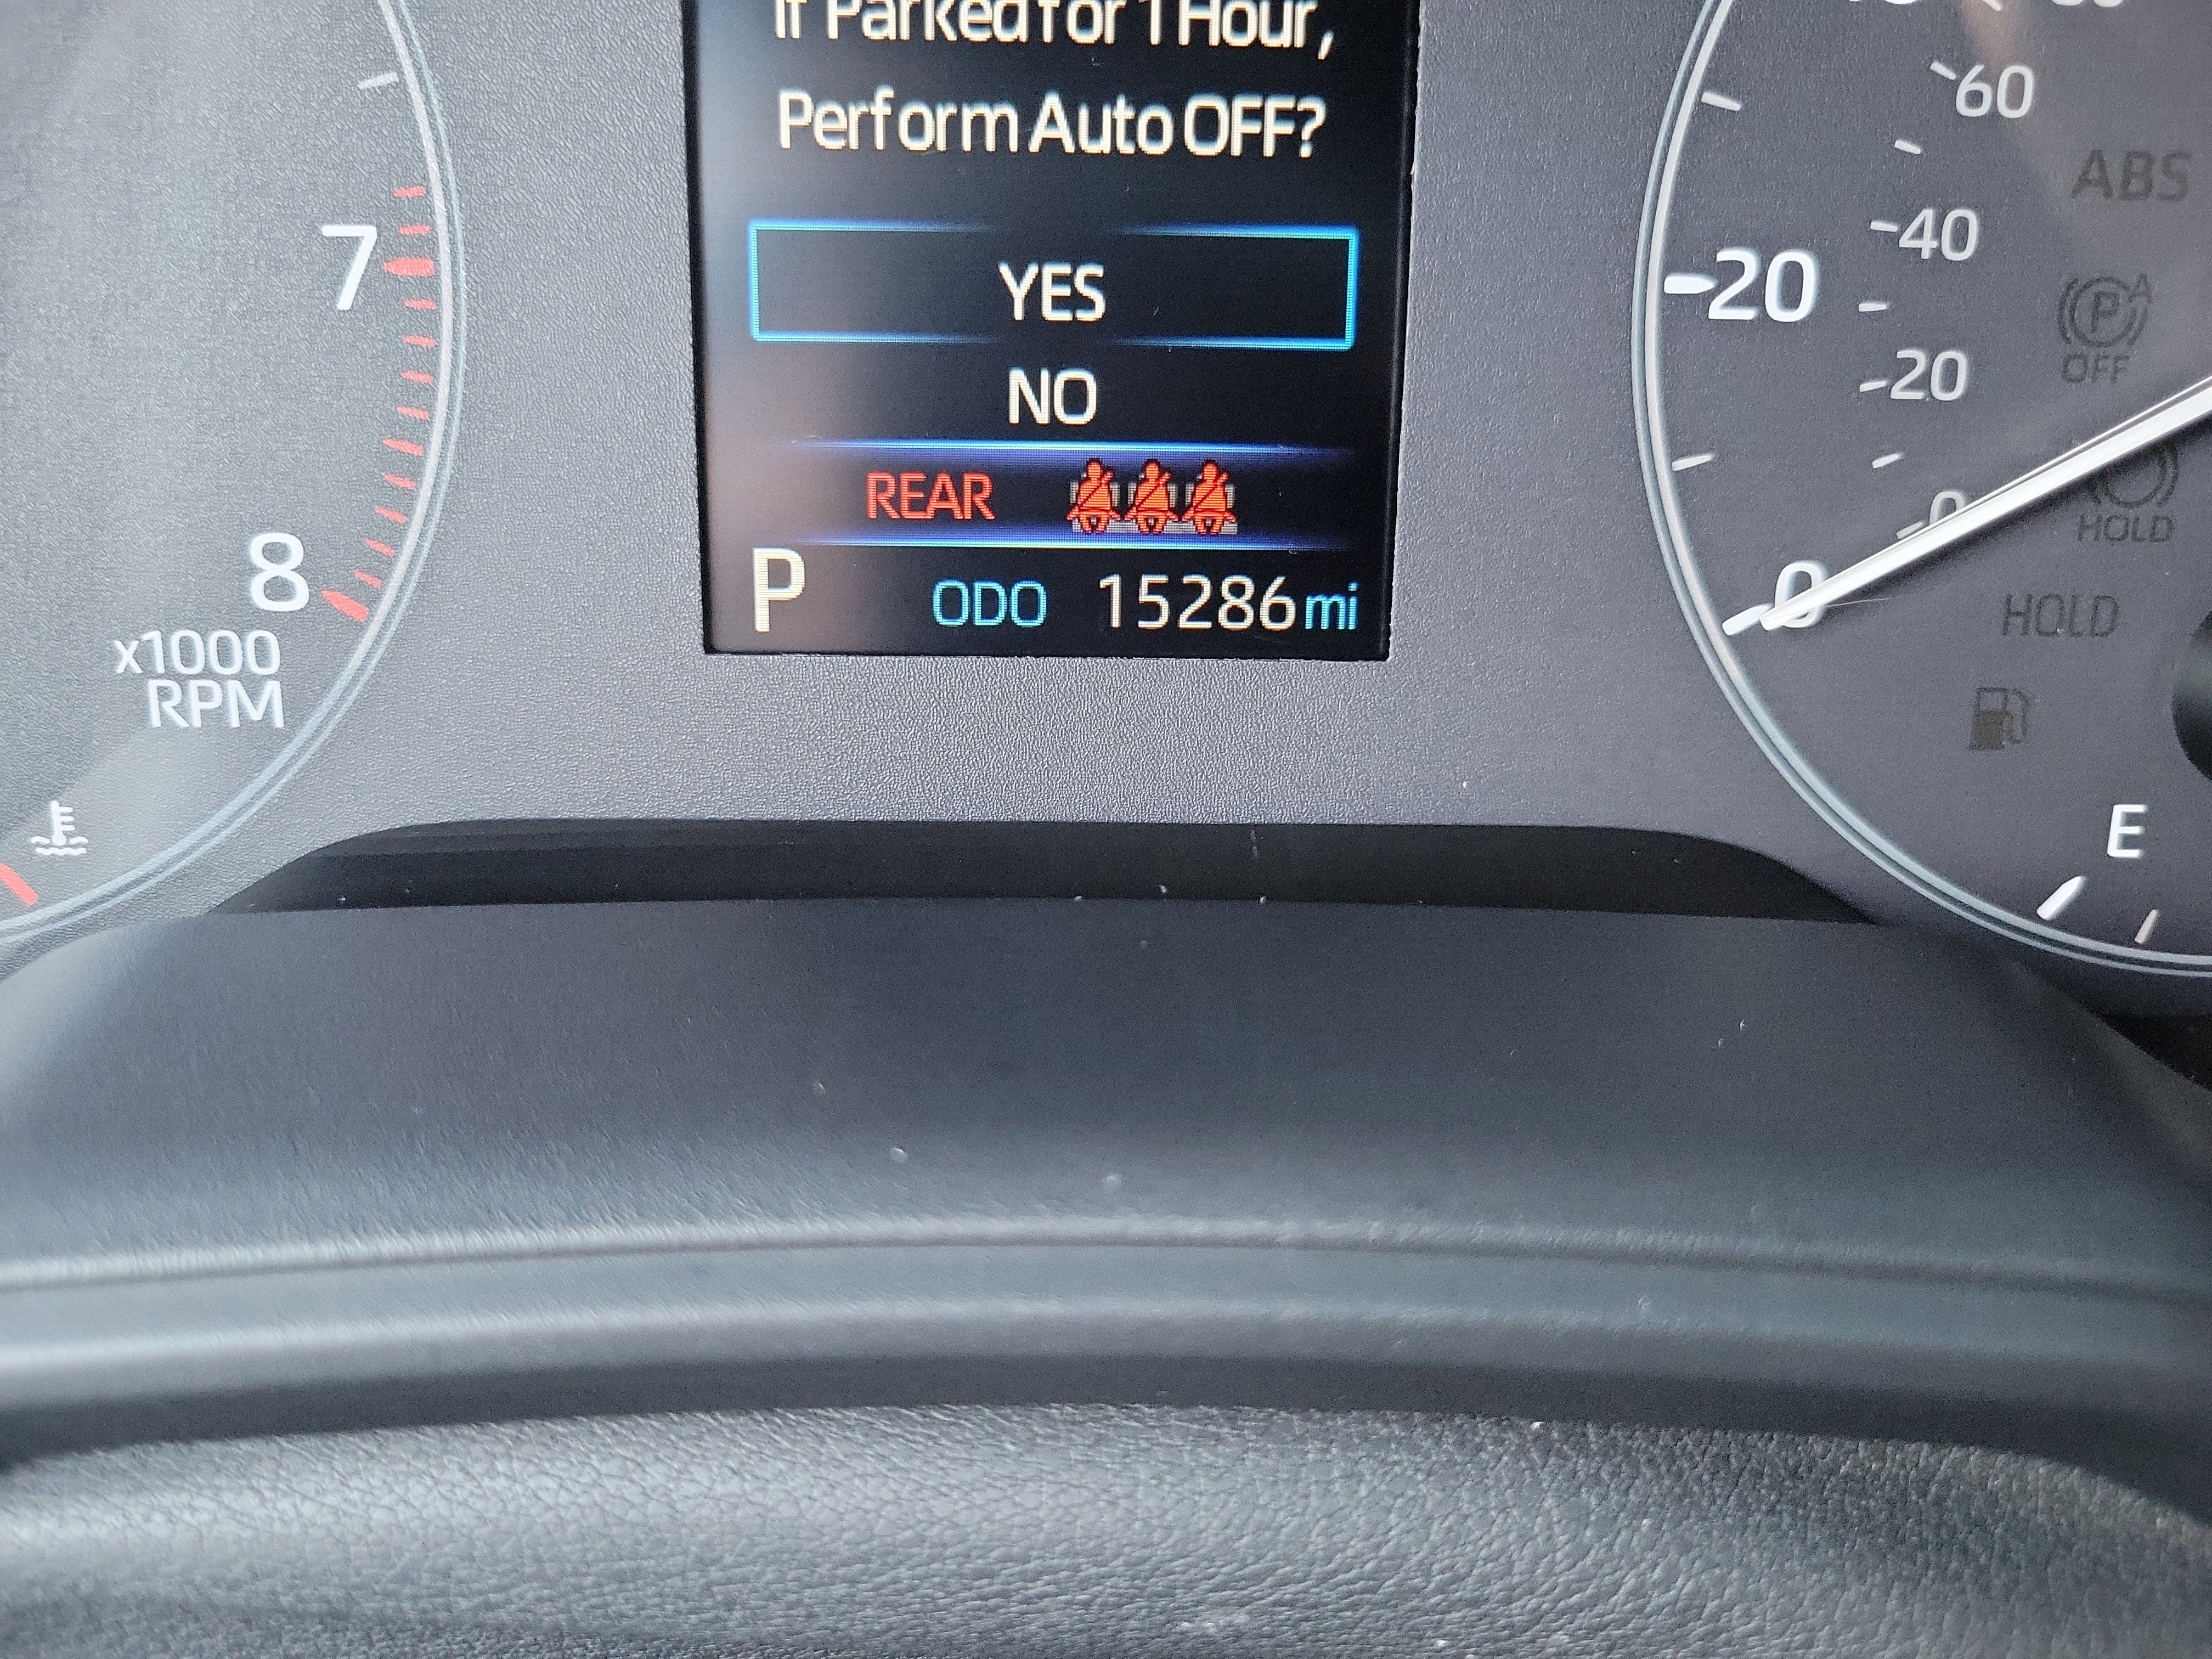 If Parked for 1 Hour,
Perform Auto OFF?
YES
NO
REAR
P ODO 15286 mi
7
8
x1000
RPM
60
ABS
20
40
P A
OFF
20
0
HOLD
0
HOLD
E